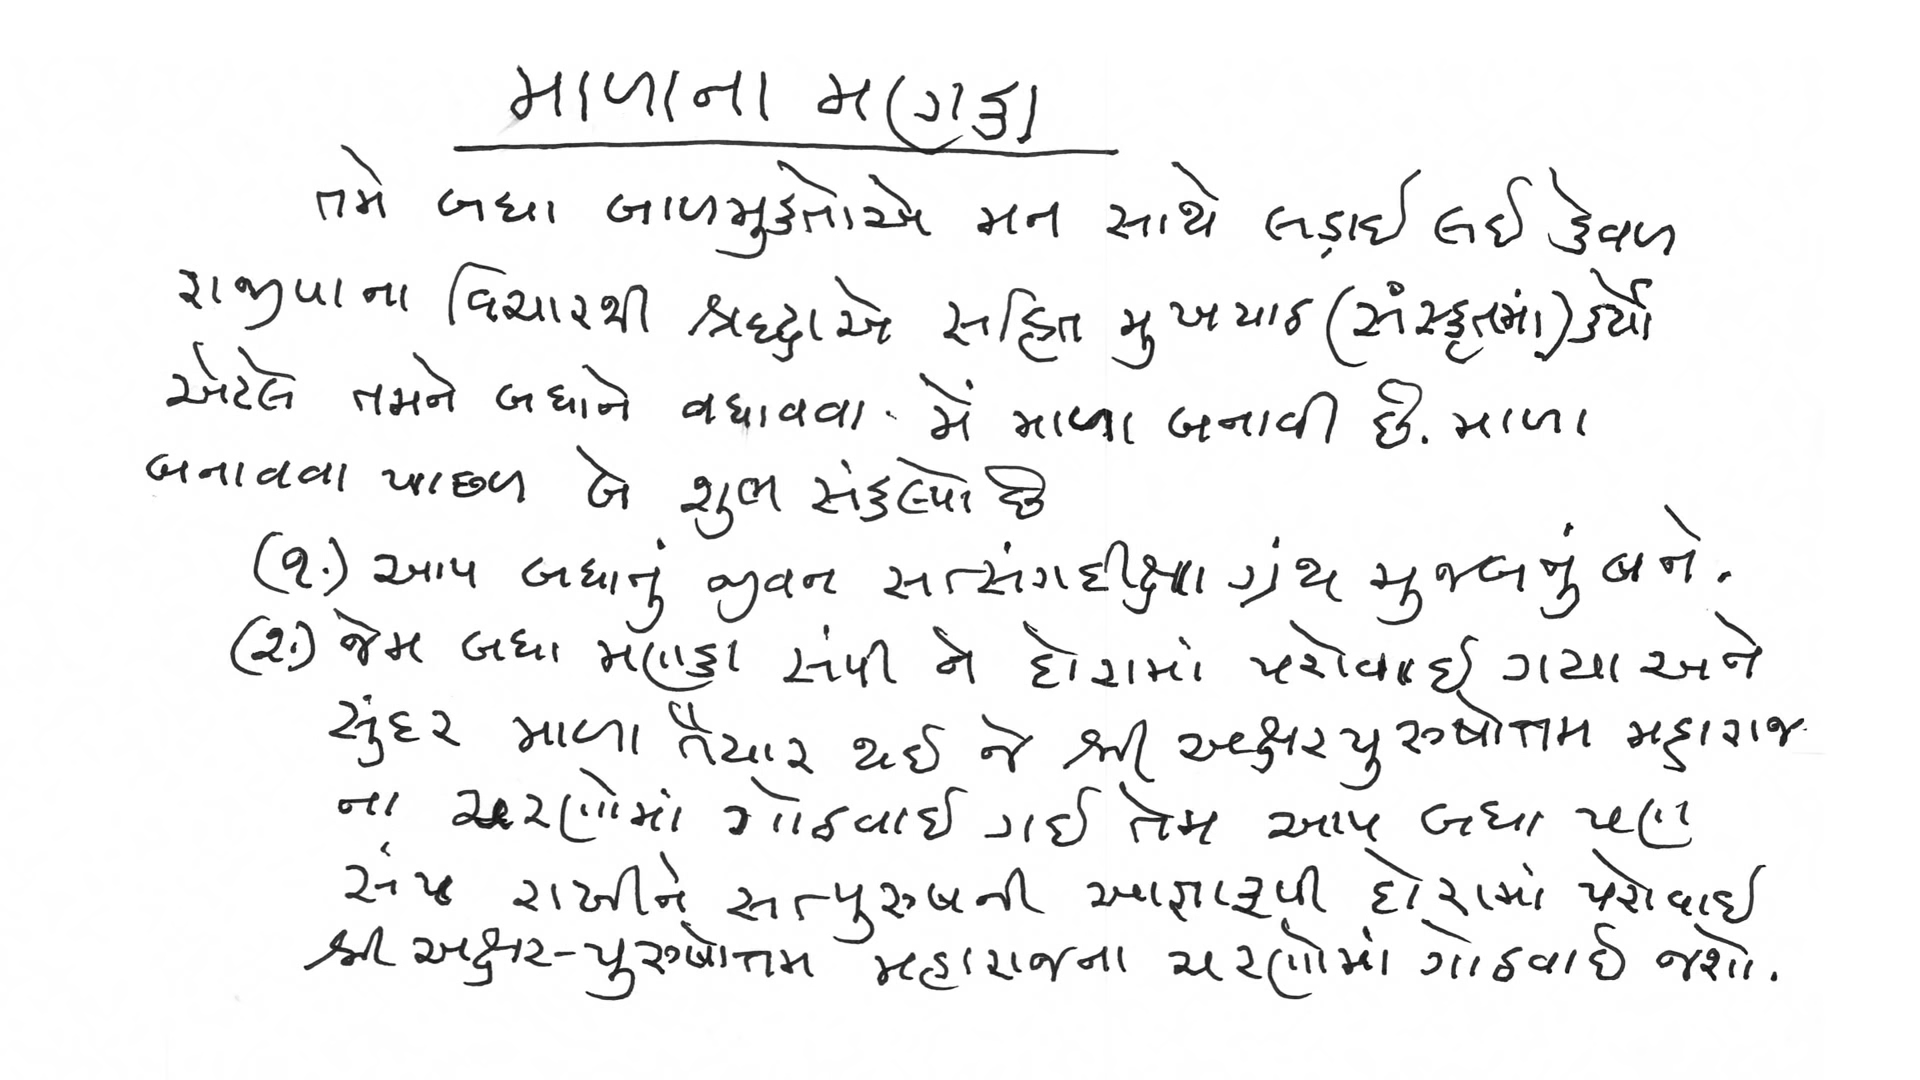 માળાના મણકા
તમે બધા બાળમુક્તોએ મન સાથે લડાઈ લઈ કેવળ
રાજીપાના વિચારથી શ્રદ્ધાએ સહિત મુખપાઠ (સંસ્કૃતમાં) કર્યો
એટલે તમને બધાને વધાવવા. મેં માળા બનાવી છે. માળા
બનાવવા પાછળ બે શુભ સંકલ્પો છે
(૧.) આપ બધાનું જીવન સત્સંગદીક્ષા ગ્રંથ મુજબનું બને.
(૨.) જેમ બધા મણકા સંપી ને દોરામાં પરોવાઈ ગયા અને
સુંદર માળા તૈયાર થઈ જે શ્રી અક્ષરપુરુષોત્તમ મહારાજ
ના ચરણોમાં ગોઠવાઈ ગઈ તેમ આપ બધા પણ
સંપ રાખીને સત્પુરુષની આજ્ઞારૂપી દોરામાં પરોવાઈ
શ્રી અક્ષર-પુરુષોત્તમ મહારાજના ચરણોમાં ગોઠવાઈ જશો.